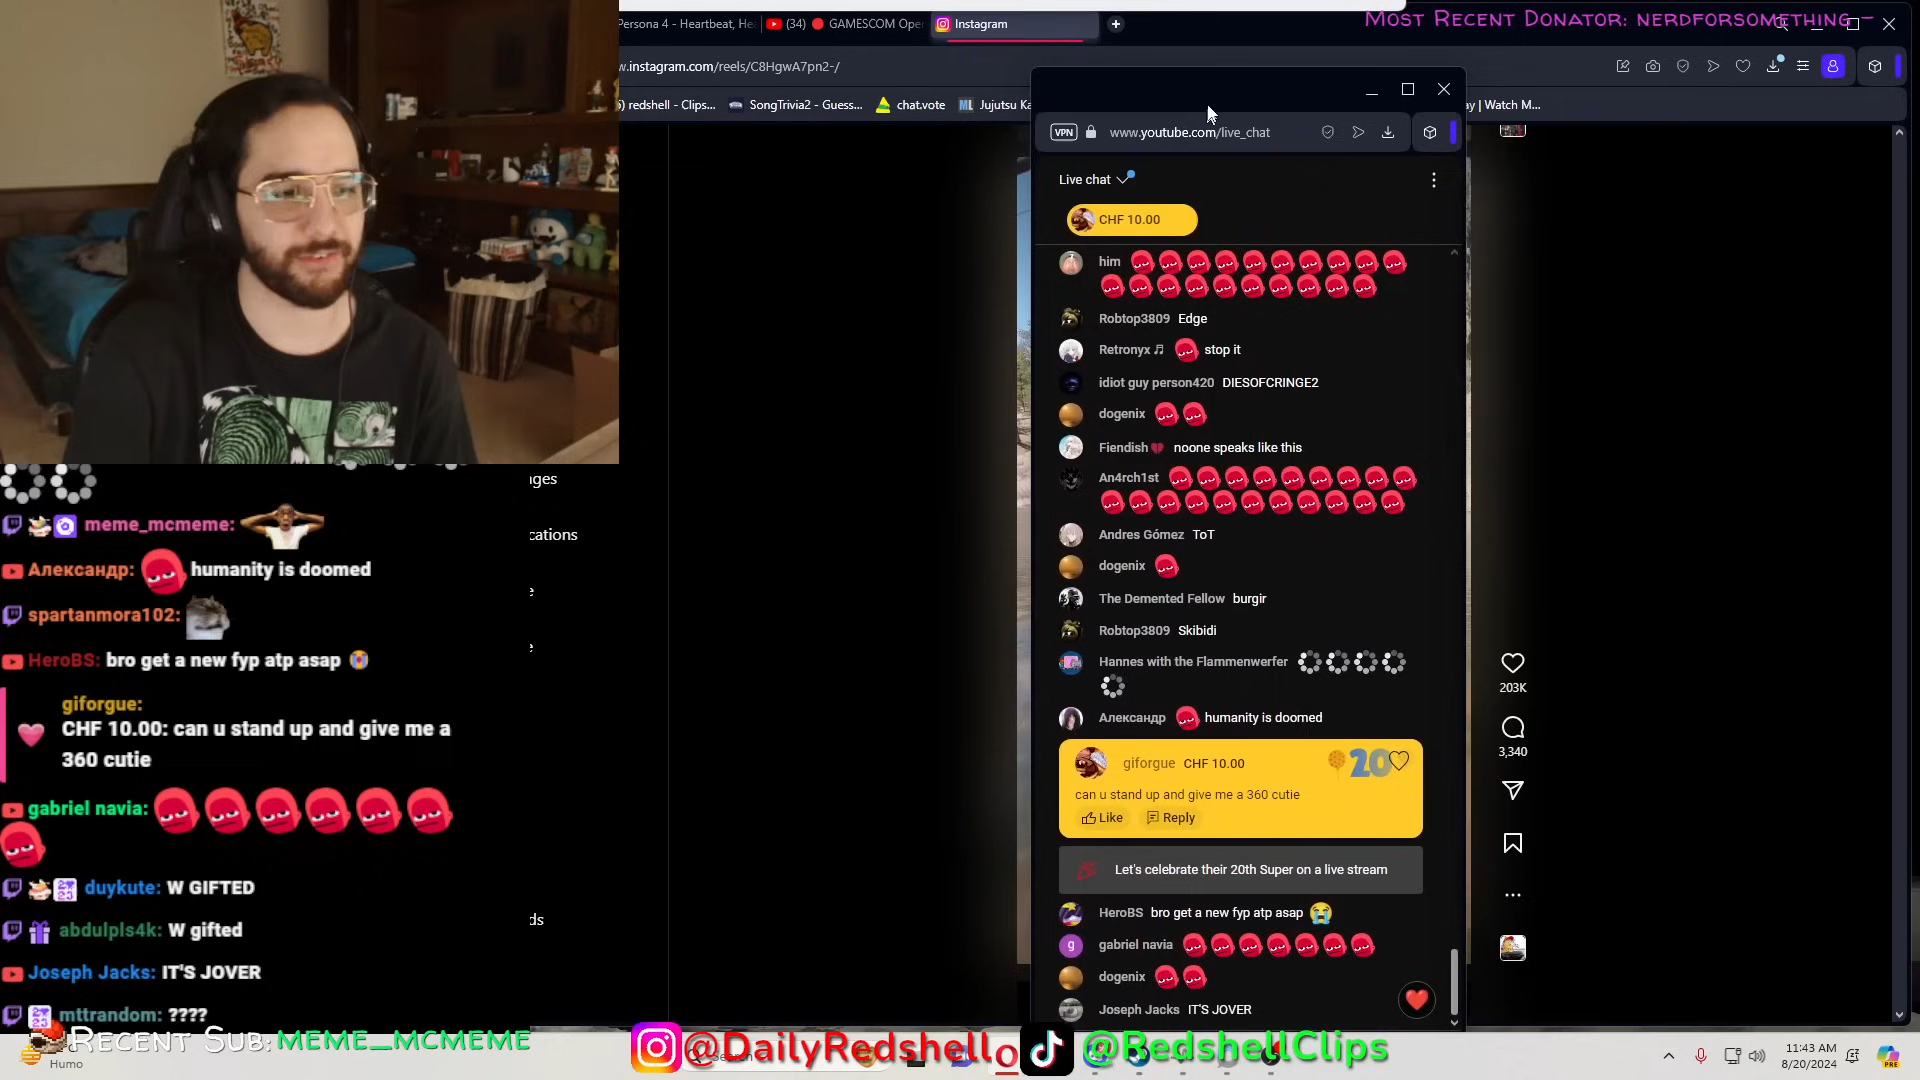 Persona 4 - Heartbeat, He
(34) 🔴 GAMESCOM Ope
Instagram
MOST RECENT DONATOR: NERDFORSOMETHING -
w.instagram.com/reels/C8HgwA7pn2-/
5) redshell - Clips...
SongTrivia2 - Guess...
chat.vote
ML
Jujutsu Ka
ay | Watch M...
VPN
www.youtube.com/live_chat
Live chat
CHF 10.00
him
Robtop3809 Edge
Retronyx 🎵 stop it
idiot guy person420 DIESOFCRINGE2
dogenix
Fiendish💔 noone speaks like this
An4rch1st
Andres Gómez ToT
dogenix
The Demented Fellow burgir
Robtop3809 Skibidi
Hannes with the Flammenwerfer
Александр humanity is doomed
giforgue CHF 10.00
20
can u stand up and give me a 360 cutie
Like
Reply
Let's celebrate their 20th Super on a live stream
HeroBS bro get a new fyp atp asap 😭
g
gabriel navia
dogenix
Joseph Jacks IT'S JOVER
203K
3,340
nges
cations
e
e
ds
meme_mcmeme:
Александр: humanity is doomed
spartanmora102:
HeroBS: bro get a new fyp atp asap 😭
giforgue:
CHF 10.00: can u stand up and give me a
360 cutie
gabriel navia:
duykute: W GIFTED
abdulpls4k: W gifted
Joseph Jacks: IT'S JOVER
mttrandom: ????
RECENT SUB: MEME_MCMEME
Humo
@DailyRedshell
@RedshellClips
Search
11:43 AM
8/20/2024
PRE